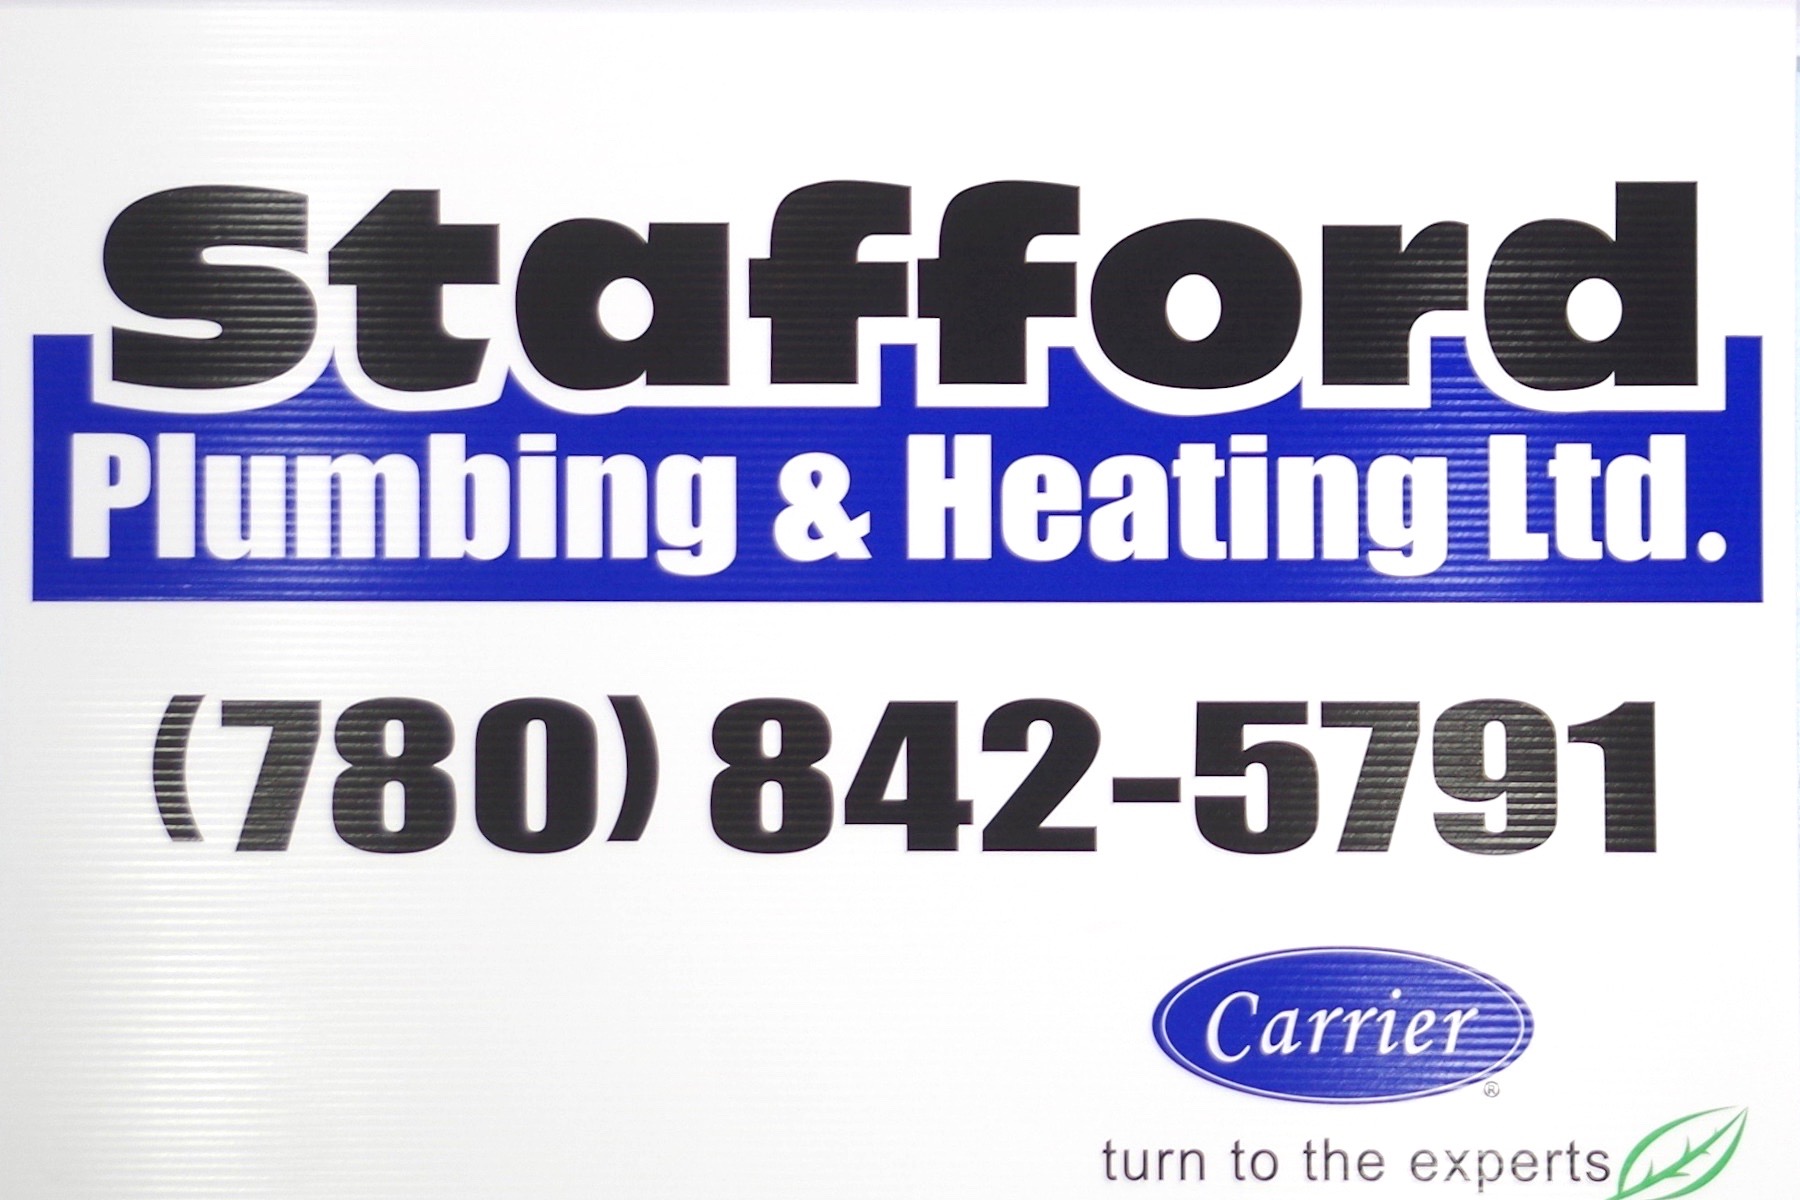 Stafford
Plumbing & Heating Ltd.
(780) 842-5791
Carrier
®
turn to the experts